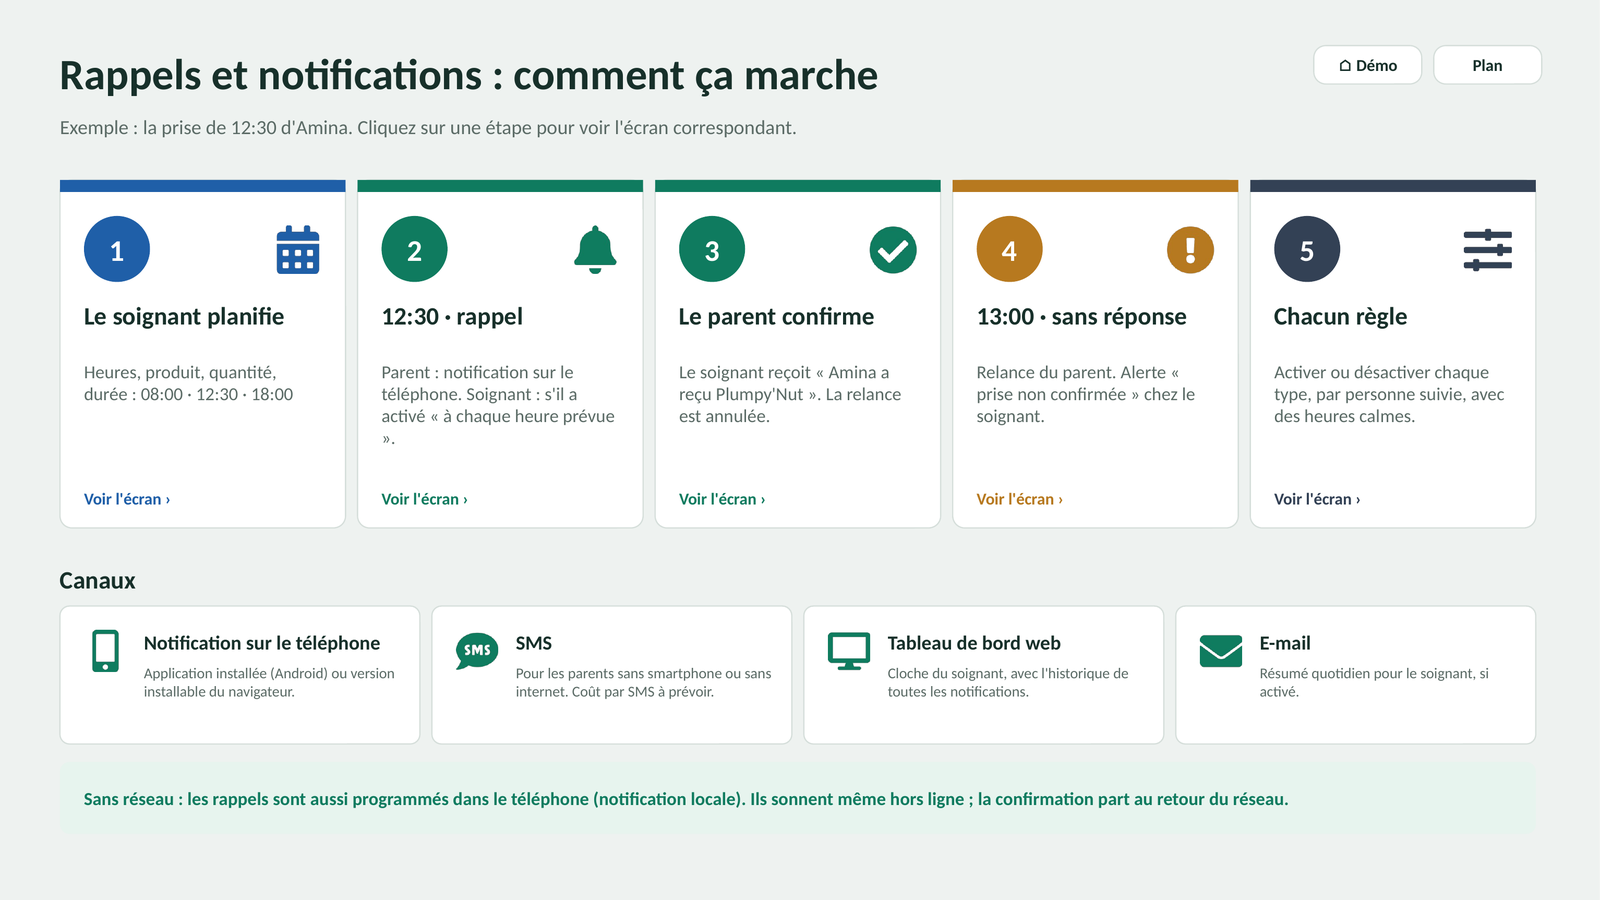 Rappels et notifications : comment ça marche
Démo
Plan
Exemple : la prise de 12:30 d'Amina. Cliquez sur une étape pour voir l'écran correspondant.
1
Le soignant planifie
Heures, produit, quantité,
durée : 08:00 · 12:30 · 18:00
Voir l'écran ›
2
12:30 · rappel
Parent : notification sur le
téléphone. Soignant : s'il a
activé « à chaque heure prévue
».
Voir l'écran ›
3
Le parent confirme
Le soignant reçoit « Amina a
reçu Plumpy'Nut ». La relance
est annulée.
Voir l'écran ›
4
13:00 · sans réponse
Relance du parent. Alerte «
prise non confirmée » chez le
soignant.
Voir l'écran ›
5
Chacun règle
Activer ou désactiver chaque
type, par personne suivie, avec
des heures calmes.
Voir l'écran ›
Canaux
Notification sur le téléphone
Application installée (Android) ou version
installable du navigateur.
SMS
SMS
Pour les parents sans smartphone ou sans
internet. Coût par SMS à prévoir.
Tableau de bord web
Cloche du soignant, avec l'historique de
toutes les notifications.
E-mail
Résumé quotidien pour le soignant, si
activé.
Sans réseau : les rappels sont aussi programmés dans le téléphone (notification locale). Ils sonnent même hors ligne ; la confirmation part au retour du réseau.